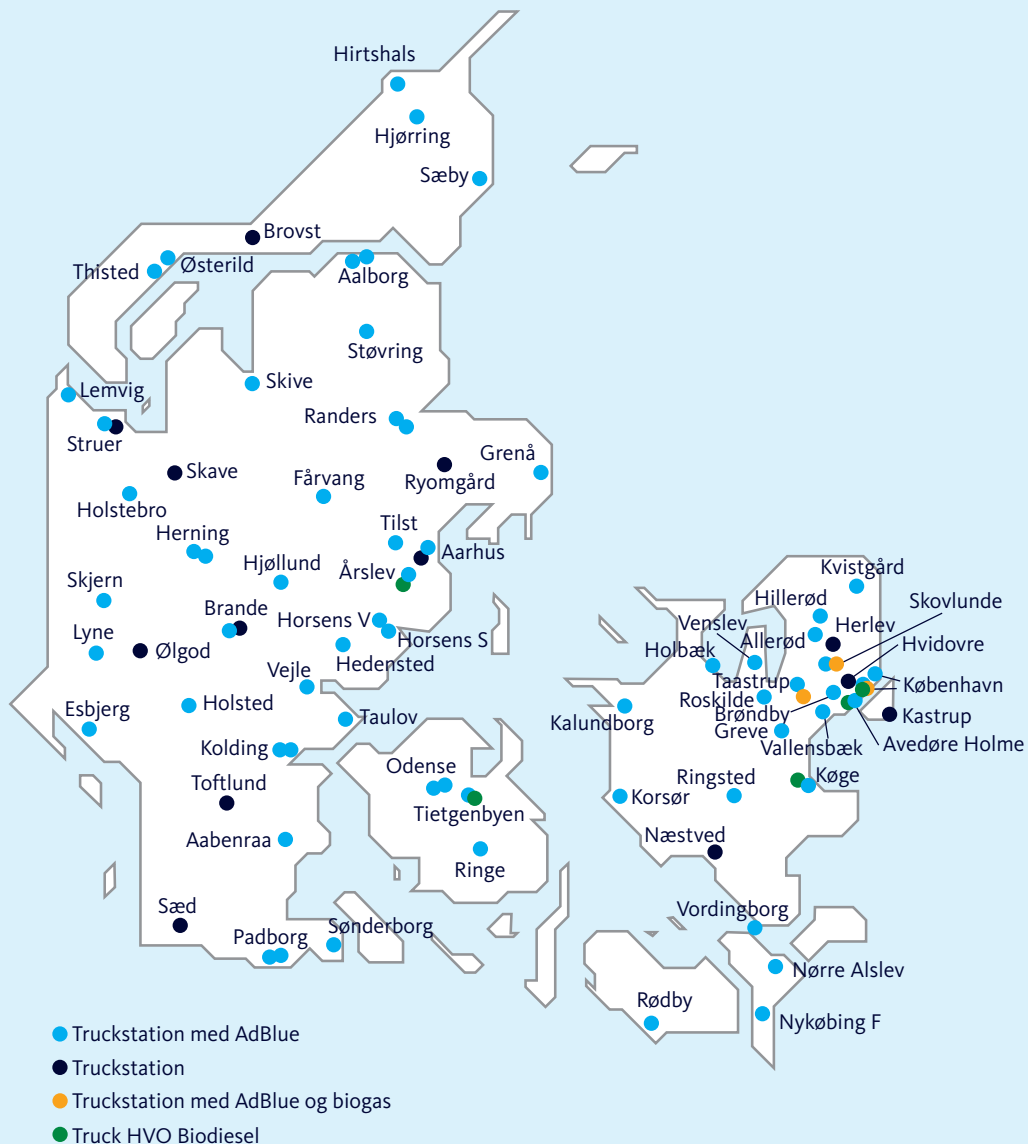 Hirtshals
Hjørring
Sæby
Brovst
Østerild
Thisted
Aalborg
Støvring
Skive
Lemvig
Randers
Struer
Grenå
Skave
Fårvang
Ryomgård
Holstebro
Tilst
Herning
Aarhus
Hjøllund
Årslev
Kvistgård
Skjern
Hillerød
Skovlunde
Brande
Horsens V
Venslev
Herlev
Lyne
Ølgod
Horsens S
Allerød
Hvidovre
Hedensted
Holbæk
Vejle
Taastrup
København
Holsted
Roskilde
Esbjerg
Taulov
Kalundborg
Brøndby
Kastrup
Greve
Kolding
Vallensbæk
Avedøre Holme
Odense
Toftlund
Ringsted
Køge
Korsør
Tietgenbyen
Næstved
Aabenraa
Ringe
Sæd
Vordingborg
Sønderborg
Padborg
Nørre Alslev
Rødby
Nykøbing F
Truckstation med AdBlue
Truckstation
Truckstation med AdBlue og biogas
Truck HVO Biodiesel